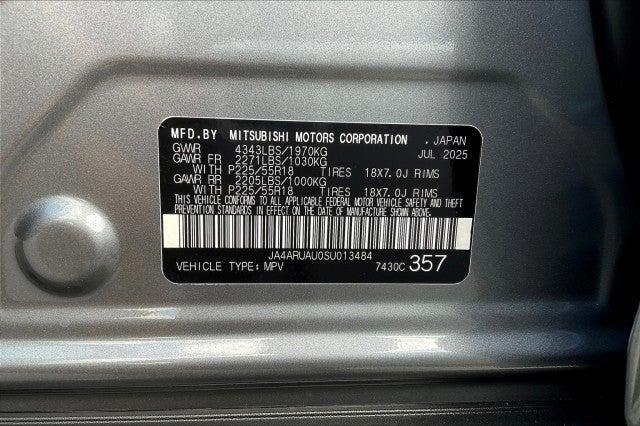 MFD.BY MITSUBISHI MOTORS CORPORATION . JAPAN
GVWR 4343LBS/1970KG JUL 2025
GAWR FR 2271LBS/1030KG
WITH P225/55R18 TIRES 18X7.0J RIMS
GAWR RR 2205LBS/1000KG
WITH P225/55R18 TIRES 18X7.0J RIMS
THIS VEHICLE CONFORMS TO ALL APPLICABLE FEDERAL MOTOR VEHICLE SAFETY AND THEFT
PREVENTION STANDARDS IN EFFECT ON THE DATE OF MANUFACTURE SHOWN ABOVE.
JA4ARUAU0SU013484
VEHICLE TYPE: MPV 7430C 357